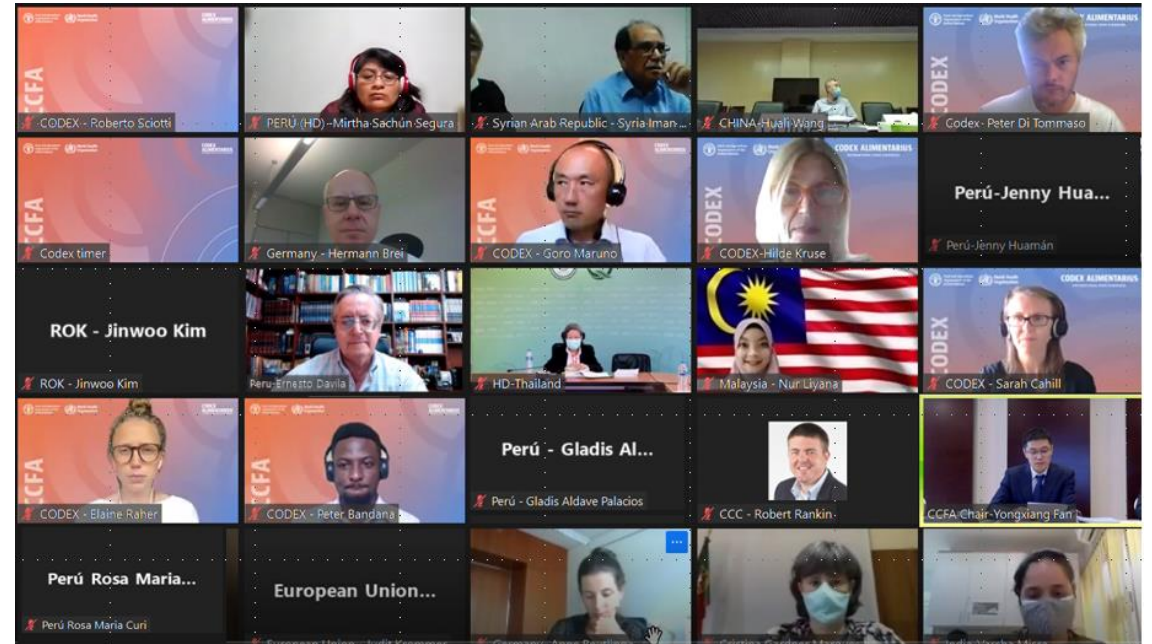 CCFA
CODEX - Roberto Sciotti
PERÚ (HD) - Mirtha Sachún Segura
Syrian Arab Republic - Syria Iman ...
CHINA-Huali Wang
CODEX ALIMENTARIUS
CODEX
Codex- Peter Di Tommaso
CCFA
Codex timer
Germany - Hermann Brei
CCFA
CODEX - Goro Maruno
CODEX ALIMENTARIUS
CODEX
CODEX-Hilde Kruse
Perú-Jenny Hua...
Perú-Jenny Huamán
ROK - Jinwoo Kim
ROK - Jinwoo Kim
Peru-Ernezto Davila
HD-Thailand
Malaysia - Nur Liyana
CODEX ALIMENTARIUS
CODEX
CODEX - Sarah Cahill
CCFA
CODEX - Elaine Raher
CCFA
CODEX - Peter Bandana
Perú - Gladis Al...
Perú - Gladis Aldave Palacios
CCC - Robert Rankin
CCFA Chair-Yongxiang Fan
Perú Rosa Maria...
Perú Rosa Maria Curi
European Union...